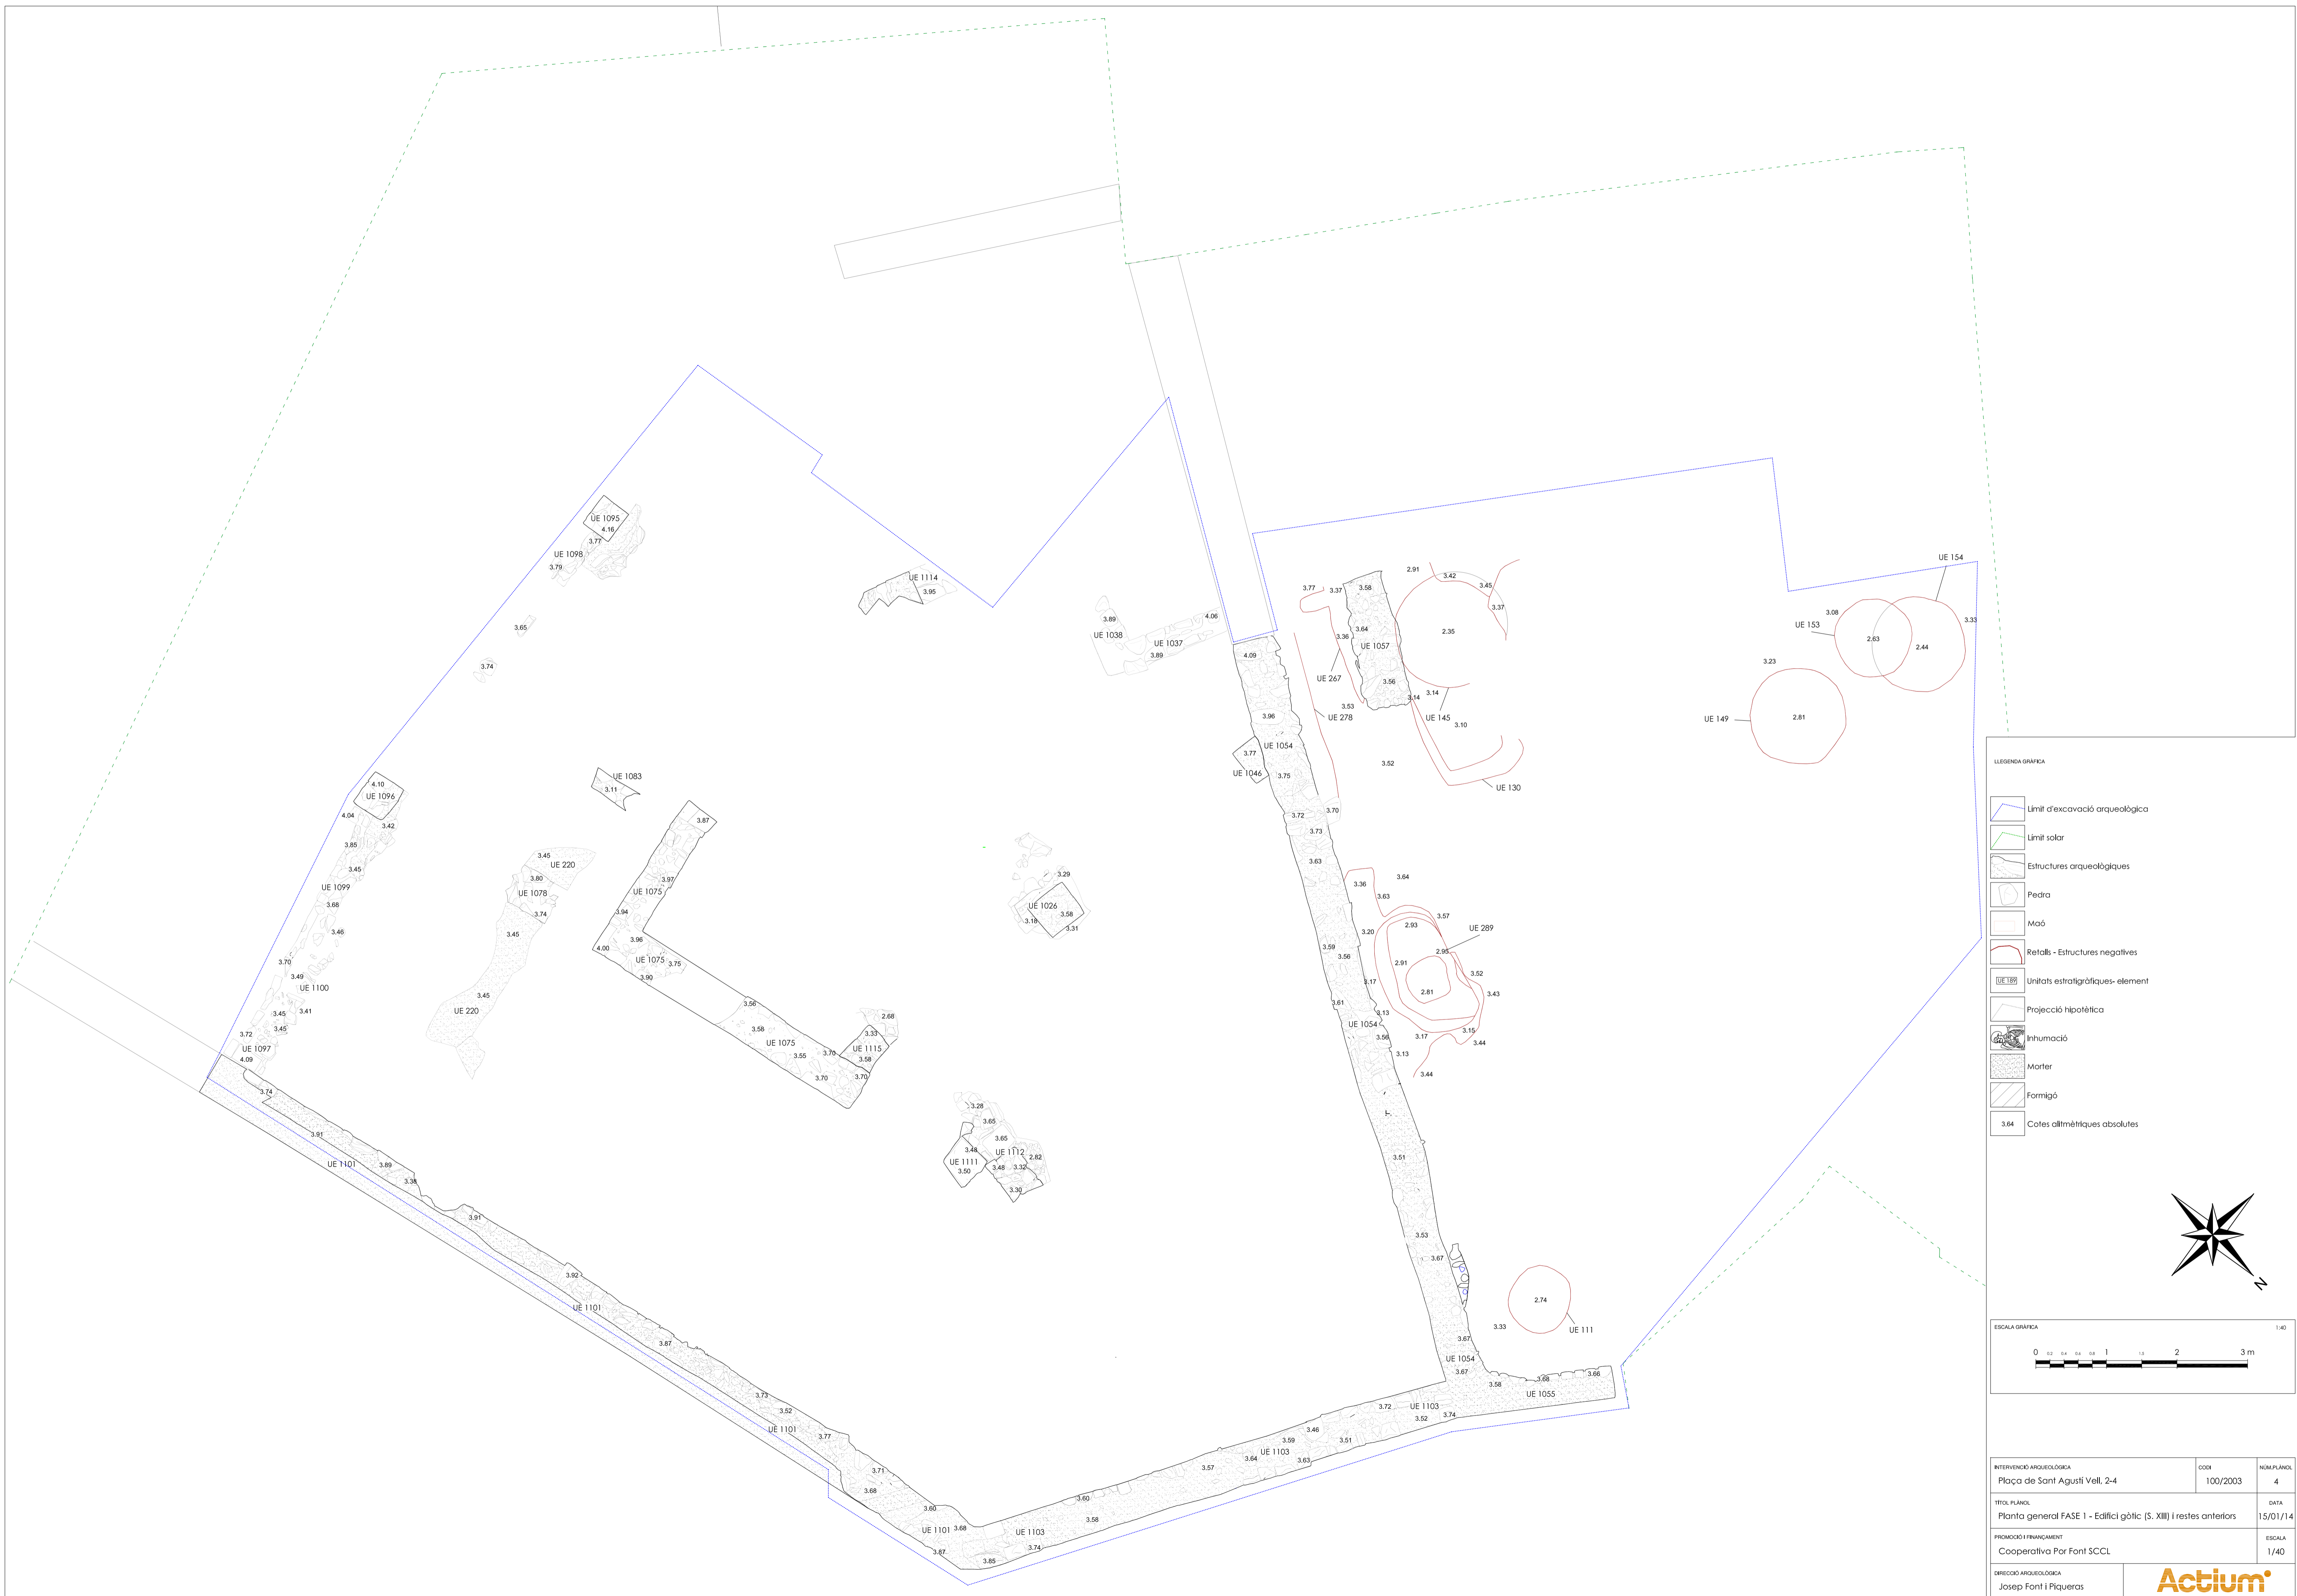 UE 1095
4.16
3.77
UE 1098
3.79
3.65
3.74
UE 1114
3.95
3.89
UE 1038
UE 1037
4.06
3.89
4.09
3.96
UE 1054
3.77
UE 1046
3.75
3.72
3.70
3.73
3.63
3.77
3.37
3.58
3.64
3.36
UE 1057
3.56
UE 267
3.53
UE 278
3.14
3.14
UE 145
3.10
3.52
UE 130
2.91
3.42
3.45
3.37
2.35
UE 154
3.08
UE 153
3.33
2.63
2.44
3.23
UE 149
2.81
4.10
UE 1096
4.04
3.42
3.85
3.45
UE 1099
3.68
3.46
3.70
3.49
UE 1100
3.45
3.41
3.45
3.72
UE 1097
4.09
3.74
UE 1083
3.11
3.45
UE 220
3.80
UE 1078
3.74
3.45
3.45
UE 220
3.87
3.97
UE 1075
3.94
3.96
4.00
UE 1075
3.75
3.90
3.56
3.58
UE 1075
3.55
3.70
3.70
3.70
2.68
3.33
UE 1115
3.58
3.29
UE 1026
3.58
3.18
3.31
3.28
3.65
3.65
3.48
UE 1112
2.82
UE 1111
3.50
3.48
3.32
3.30
3.36
3.64
3.63
3.57
3.20
2.93
UE 289
2.95
2.91
3.52
3.43
2.81
3.59
3.56
3.17
3.61
3.13
UE 1054
3.56
3.17
3.15
3.44
3.13
3.44
3.51
3.53
3.67
2.74
3.33
UE 111
3.67
UE 1054
3.67
3.58
3.68
3.66
UE 1055
3.91
UE 1101
3.89
3.38
3.91
3.92
UE 1101
3.87
3.73
3.52
UE 1101
3.77
3.71
3.68
3.60
UE 1101
3.68
3.87
3.85
UE 1103
3.74
3.60
3.58
3.57
3.64
3.59
UE 1103
3.63
3.46
3.51
3.72
UE 1103
3.52
3.74
LLEGENDA GRÀFICA
Límit d'excavació arqueològica
Límit solar
Estructures arqueològiques
Pedra
Maó
Retalls - Estructures negatives
UE 189 Unitats estratigràfiques- element
Projecció hipotètica
Inhumació
Morter
Formigó
3.64 Cotes altimètriques absolutes
N
ESCALA GRÀFICA 1:40
0 0.2 0.4 0.6 0.8 1 1.5 2 3 m
INTERVENCIÓ ARQUEOLÒGICA CODI NÚM.PLÀNOL
Plaça de Sant Agustí Vell, 2-4 100/2003 4
TÍTOL PLÀNOL DATA
Planta general FASE 1 - Edifici gòtic (S. XIII) i restes anteriors 15/01/14
PROMOCIÓ I FINANÇAMENT ESCALA
Cooperativa Por Font SCCL 1/40
DIRECCIÓ ARQUEOLÒGICA
Josep Font i Piqueras
Actium